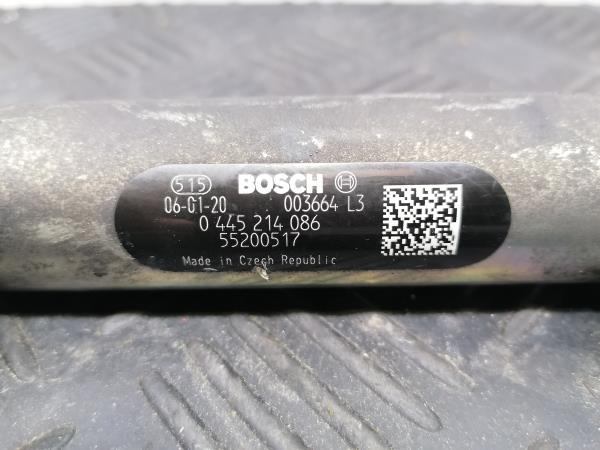 515 BOSCH
06-01-20 003664 L3
0 445 214 086
55200517
Made in Czech Republic